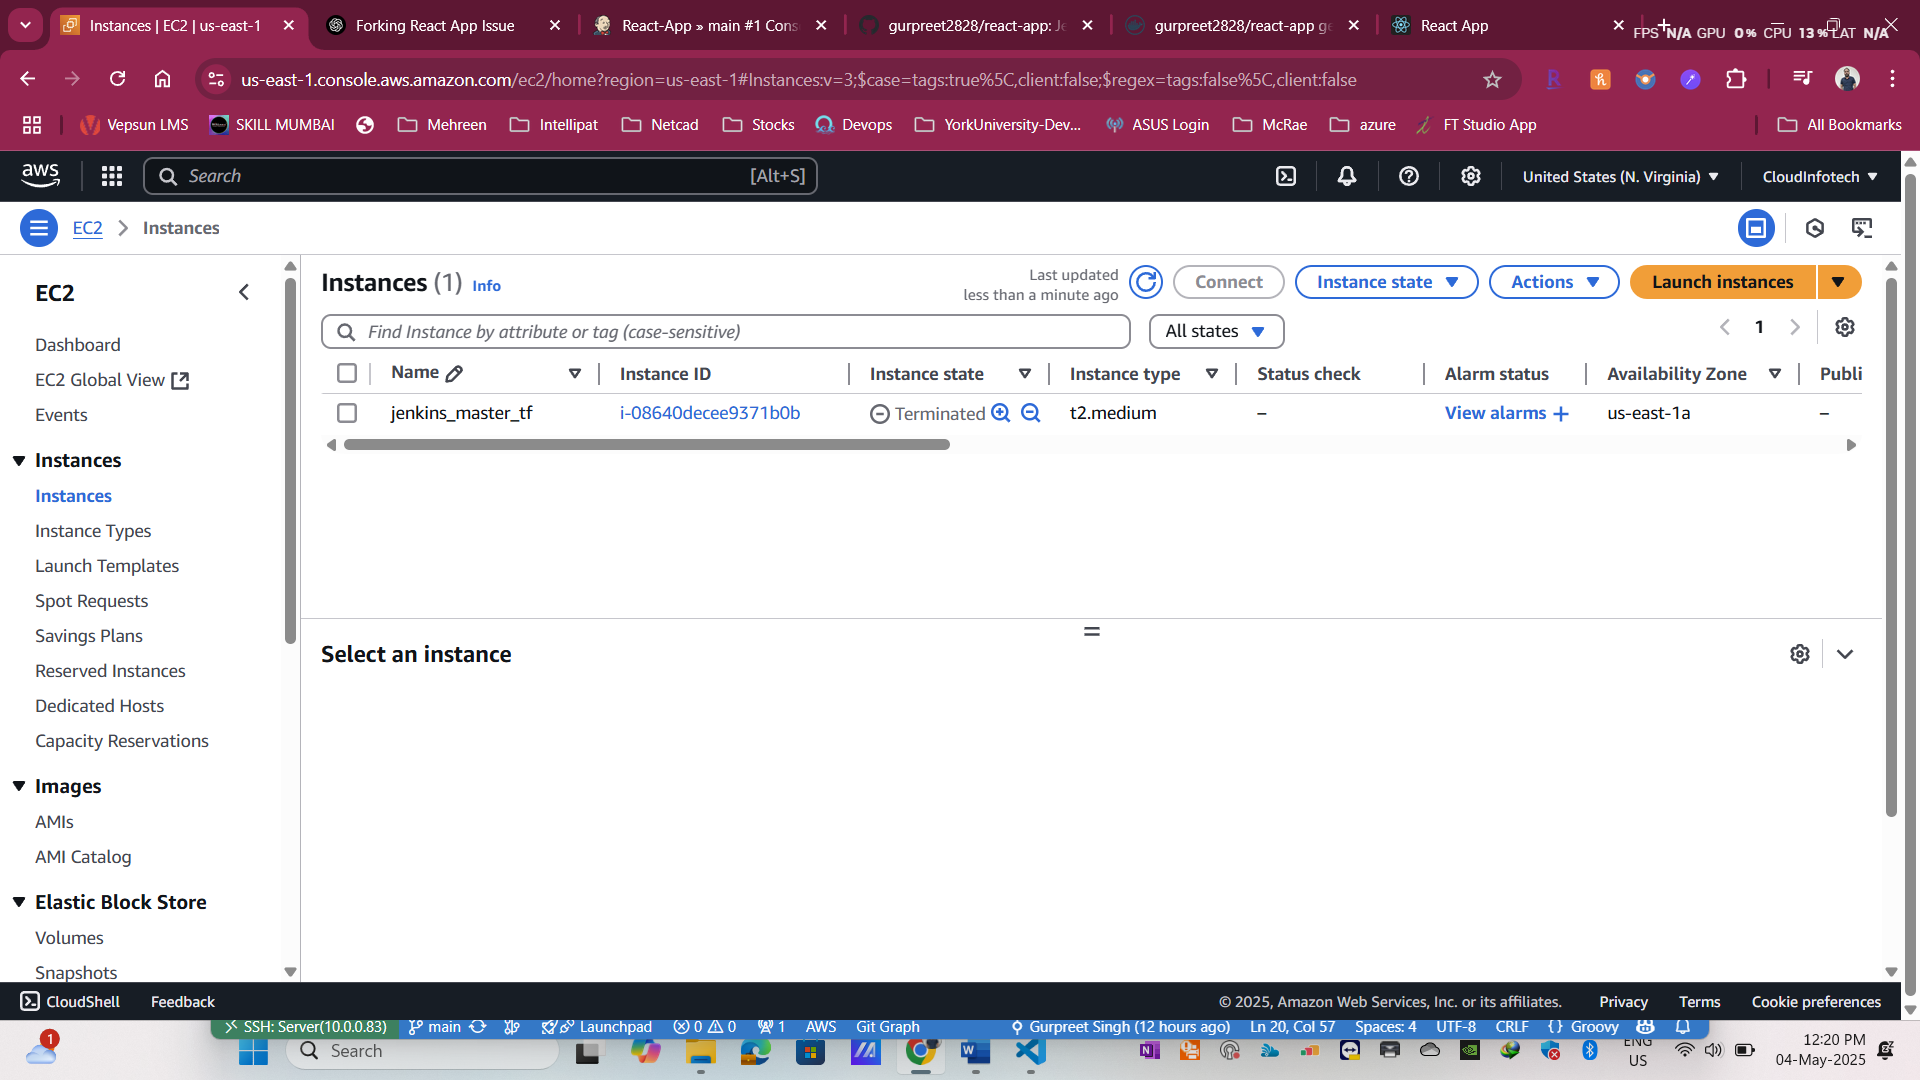 Instances | EC2 | us-east-1
Forking React App Issue
React-App » main #1 Cons
gurpreet2828/react-app: Je
gurpreet2828/react-app ge
React App
FPS N/A GPU 0% CPU 13% LAT N/A
us-east-1.console.aws.amazon.com/ec2/home?region=us-east-1#Instances:v=3;$case=tags:true%5C,client:false;$regex=tags:false%5C,client:false
Vepsun LMS
SKILL MUMBAI
Mehreen
Intellipat
Netcad
Stocks
Devops
YorkUniversity-Dev...
ASUS Login
McRae
azure
FT Studio App
All Bookmarks
aws
Search
[Alt+S]
United States (N. Virginia)
CloudInfotech
EC2
Instances
EC2
Dashboard
EC2 Global View
Events
Instances
Instances
Instance Types
Launch Templates
Spot Requests
Savings Plans
Reserved Instances
Dedicated Hosts
Capacity Reservations
Images
AMIs
AMI Catalog
Elastic Block Store
Volumes
Snapshots
Instances (1) Info
Last updated
less than a minute ago
Connect
Instance state
Actions
Launch instances
Find Instance by attribute or tag (case-sensitive)
All states
1
Name
Instance ID
Instance state
Instance type
Status check
Alarm status
Availability Zone
Publi
jenkins_master_tf
i-08640decee9371b0b
Terminated
t2.medium
–
View alarms +
us-east-1a
–
Select an instance
CloudShell
Feedback
© 2025, Amazon Web Services, Inc. or its affiliates.
Privacy
Terms
Cookie preferences
SSH: Server(10.0.0.83)
main
Launchpad
0
0
1
AWS
Git Graph
Gurpreet Singh (12 hours ago)
Ln 20, Col 57
Spaces: 4
UTF-8
CRLF
{} Groovy
1
Search
ENG
US
12:20 PM
04-May-2025